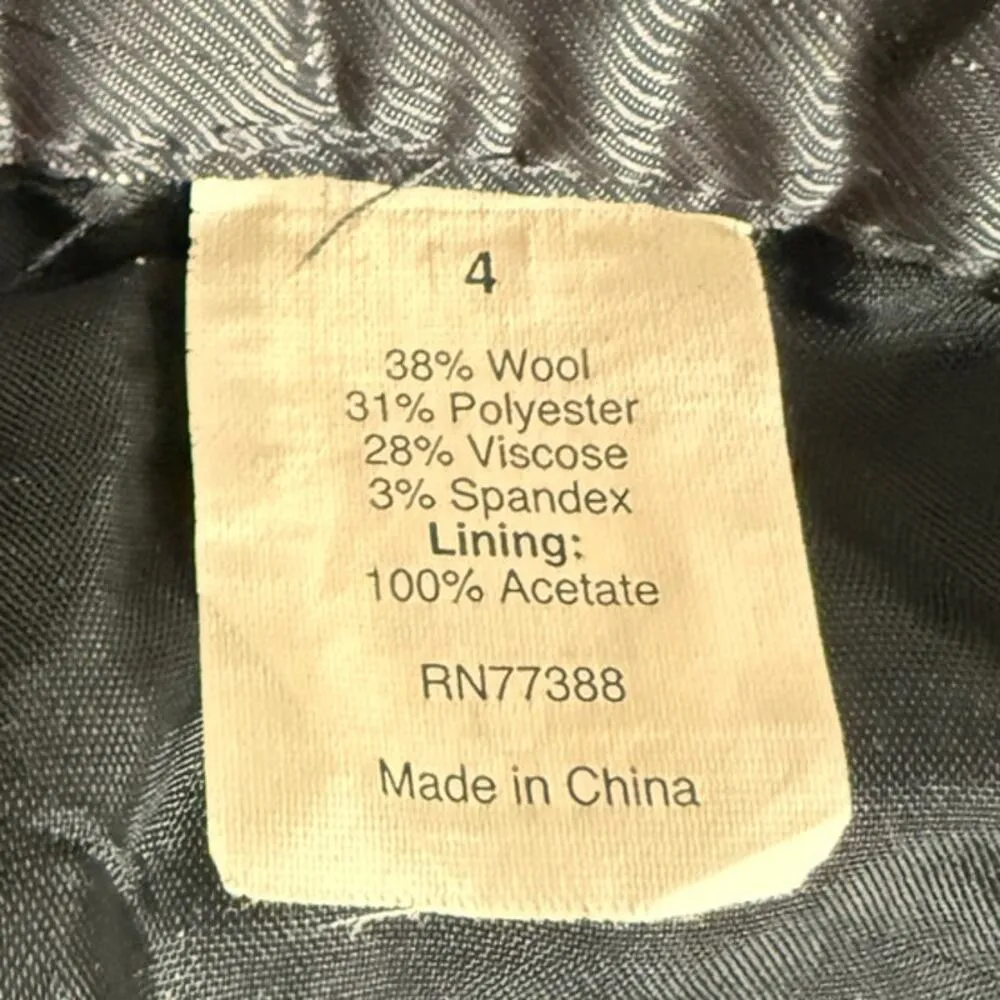 4
38% Wool
31% Polyester
28% Viscose
3% Spandex
Lining:
100% Acetate
RN77388
Made in China